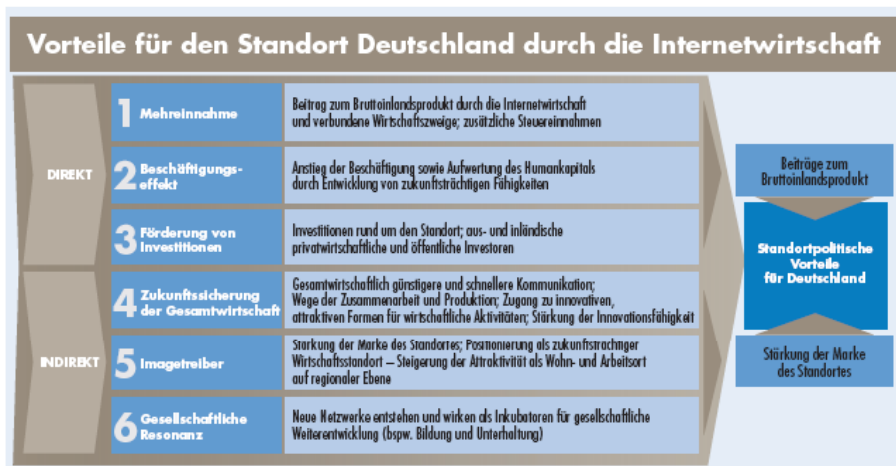 Vorteile für den Standort Deutschland durch die Internetwirtschaft
DIREKT
1 Mehreinnahme
Beitrag zum Bruttoinlandsprodukt durch die Internetwirtschaft
und verbundene Wirtschaftszweige; zusätzliche Steuereinnahmen
2 Beschäftigungs-
effekt
Anstieg der Beschäftigung sowie Aufwertung des Humankapitals
durch Entwicklung von zukunftsträchtigen Fähigkeiten
3 Förderung von
Investitionen
Investitionen rund um den Standort; aus- und inländische
privatwirtschaftliche und öffentliche Investoren
INDIREKT
4 Zukunftssicherung
der Gesamtwirtschaft
Gesamtwirtschaftlich günstigere und schnellere Kommunikation;
Wege der Zusammenarbeit und Produktion; Zugang zu innovativen,
attraktiven Formen für wirtschaftliche Aktivitäten; Stärkung der Innovationsfähigkeit
5 Imagetreiber
Stärkung der Marke des Standortes; Positionierung als zukunftsträchtiger
Wirtschaftsstandort – Steigerung der Attraktivität als Wohn- und Arbeitsort
auf regionaler Ebene
6 Gesellschaftliche
Resonanz
Neue Netzwerke entstehen und wirken als Inkubatoren für gesellschaftliche
Weiterentwicklung (bspw. Bildung und Unterhaltung)
Beiträge zum
Bruttoinlandsprodukt
Standortpolitische
Vorteile
für Deutschland
Stärkung der Marke
des Standortes